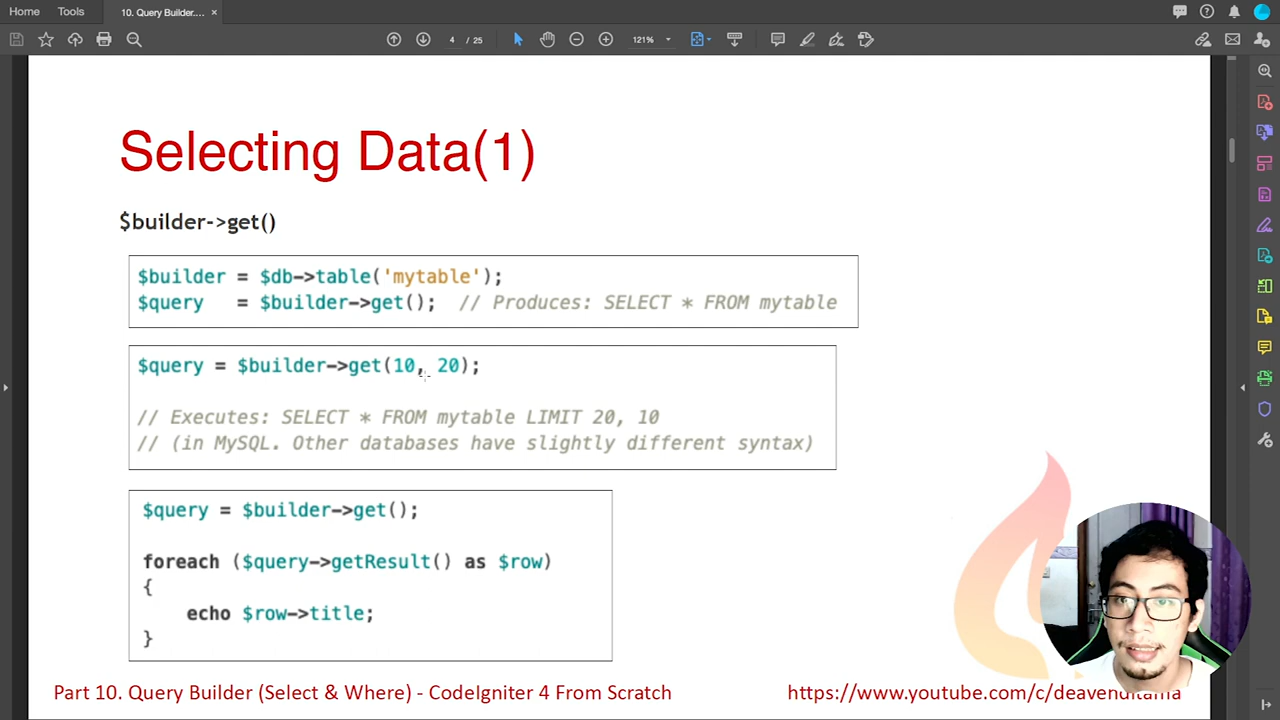 Home Tools 10. Query Builder.... ×
4 / 25 121%
Selecting Data(1)
$builder->get()
$builder = $db->table('mytable');
$query = $builder->get(); // Produces: SELECT * FROM mytable
$query = $builder->get(10, 20);
// Executes: SELECT * FROM mytable LIMIT 20, 10
// (in MySQL. Other databases have slightly different syntax)
$query = $builder->get();
foreach ($query->getResult() as $row)
{
echo $row->title;
}
Part 10. Query Builder (Select & Where) - CodeIgniter 4 From Scratch https://www.youtube.com/c/deavenditama